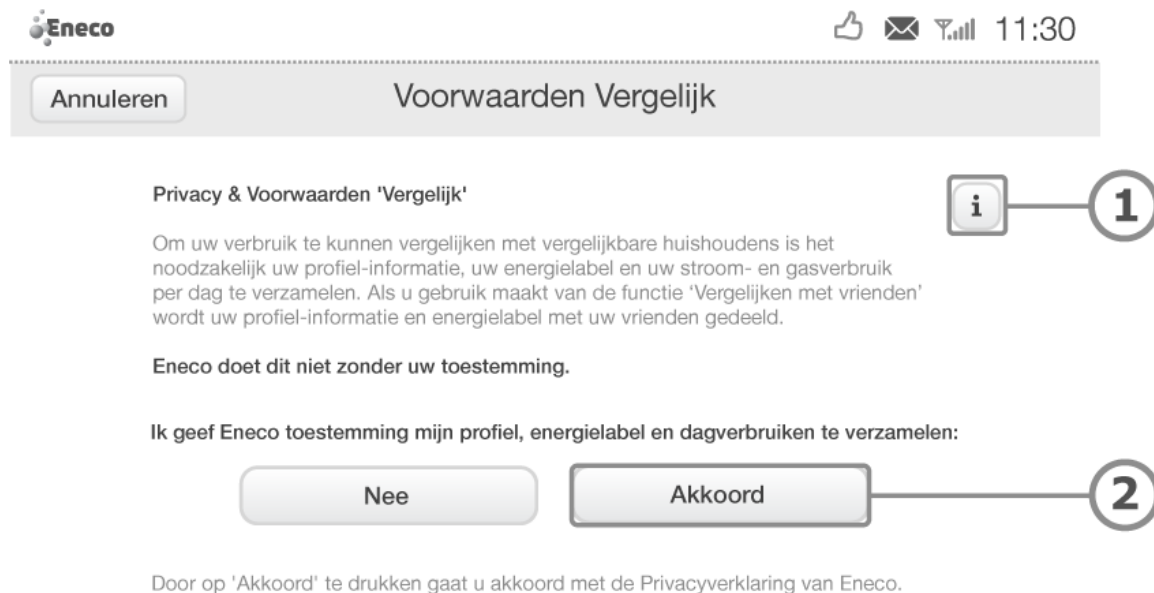 Eneco
11:30
Annuleren
Voorwaarden Vergelijk
Privacy & Voorwaarden 'Vergelijk'
i
1
Om uw verbruik te kunnen vergelijken met vergelijkbare huishoudens is het
noodzakelijk uw profiel-informatie, uw energielabel en uw stroom- en gasverbruik
per dag te verzamelen. Als u gebruik maakt van de functie ‘Vergelijken met vrienden’
wordt uw profiel-informatie en energielabel met uw vrienden gedeeld.
Eneco doet dit niet zonder uw toestemming.
Ik geef Eneco toestemming mijn profiel, energielabel en dagverbruiken te verzamelen:
Nee
Akkoord
2
Door op 'Akkoord' te drukken gaat u akkoord met de Privacyverklaring van Eneco.